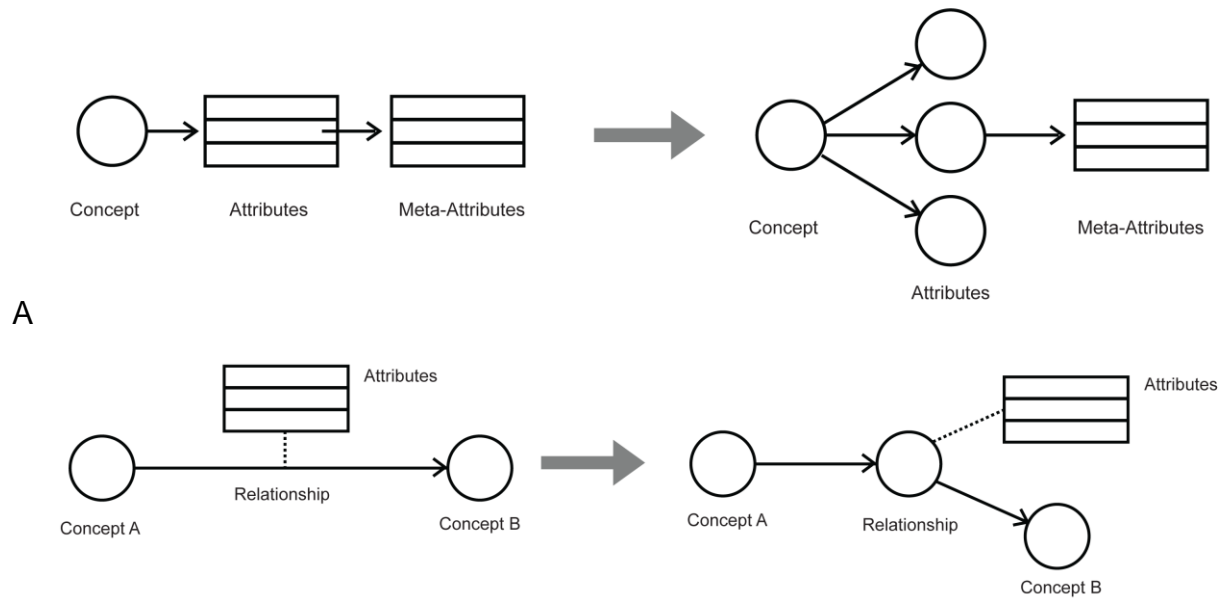 Concept
Attributes
Meta-Attributes
Concept
Attributes
Meta-Attributes
A
Attributes
Relationship
Concept A
Concept B
Attributes
Concept A
Relationship
Concept B